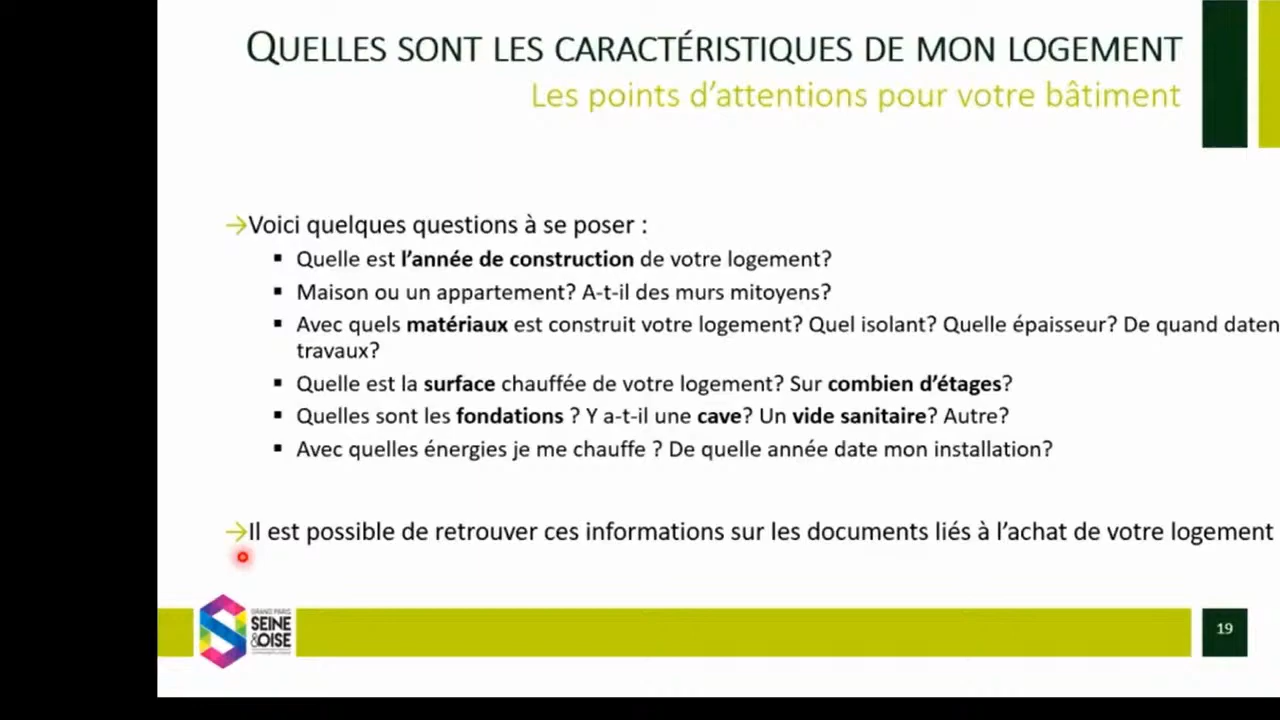 QUELLES SONT LES CARACTÉRISTIQUES DE MON LOGEMENT
Les points d'attentions pour votre bâtiment
→Voici quelques questions à se poser :
▪ Quelle est l'année de construction de votre logement?
▪ Maison ou un appartement? A-t-il des murs mitoyens?
▪ Avec quels matériaux est construit votre logement? Quel isolant? Quelle épaisseur? De quand daten
travaux?
▪ Quelle est la surface chauffée de votre logement? Sur combien d'étages?
▪ Quelles sont les fondations ? Y a-t-il une cave? Un vide sanitaire? Autre?
▪ Avec quelles énergies je me chauffe ? De quelle année date mon installation?
→Il est possible de retrouver ces informations sur les documents liés à l'achat de votre logement
GRAND PARIS
SEINE
&OISE
19